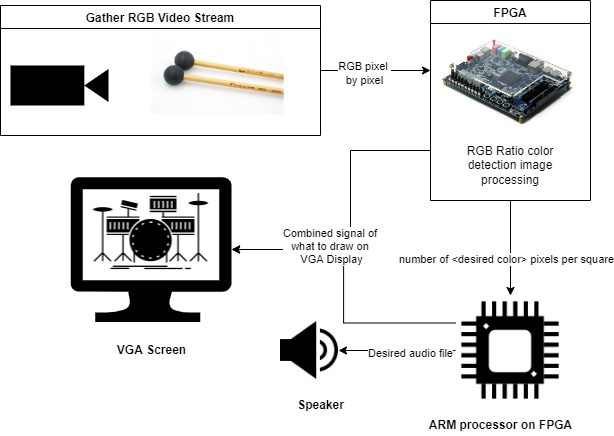 Gather RGB Video Stream
FPGA
RGB pixel
by pixel
RGB Ratio color
detection image
processing
Combined signal of
what to draw on
VGA Display
number of <desired color> pixels per square
VGA Screen
Desired audio file
Speaker
ARM processor on FPGA